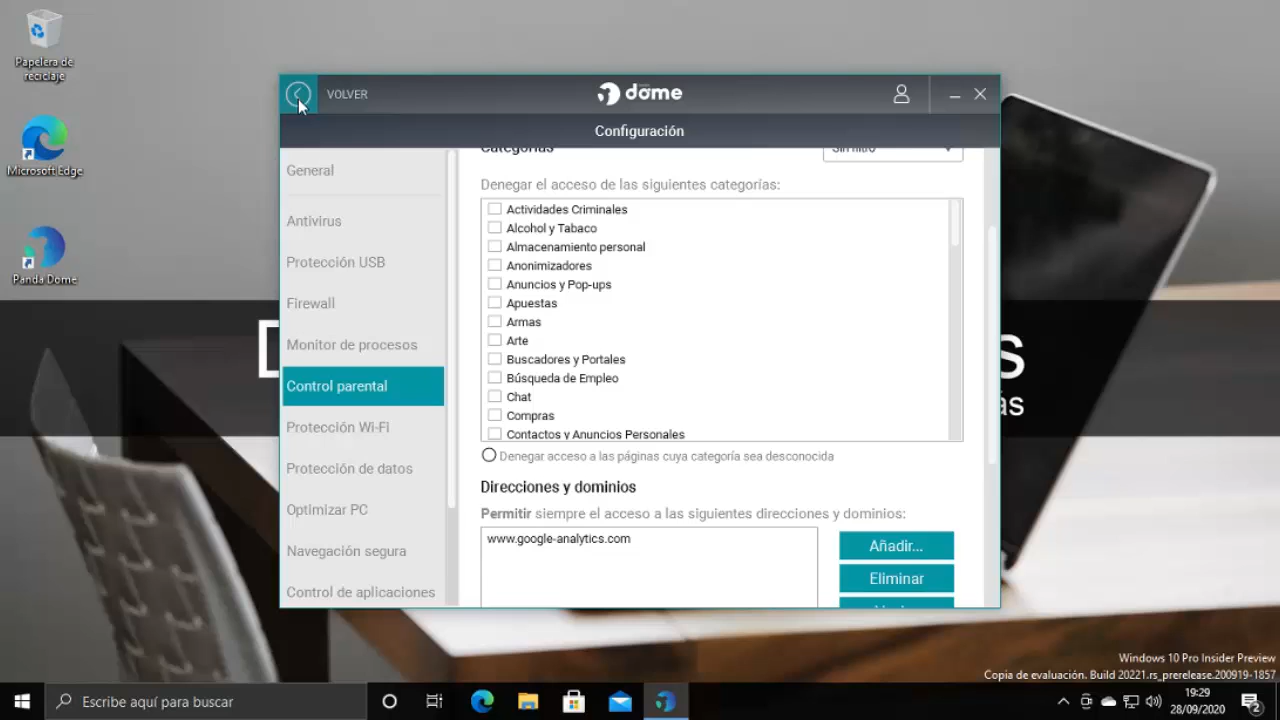 Papelera de
reciclaje
Microsoft Edge
Panda Dome
VOLVER
dome
Configuración
General
Antivirus
Protección USB
Firewall
Monitor de procesos
Control parental
Protección Wi-Fi
Protección de datos
Optimizar PC
Navegación segura
Control de aplicaciones
Categorías
Sin filtro
Denegar el acceso de las siguientes categorías:
Actividades Criminales
Alcohol y Tabaco
Almacenamiento personal
Anonimizadores
Anuncios y Pop-ups
Apuestas
Armas
Arte
Buscadores y Portales
Búsqueda de Empleo
Chat
Compras
Contactos y Anuncios Personales
Denegar acceso a las páginas cuya categoría sea desconocida
Direcciones y dominios
Permitir siempre el acceso a las siguientes direcciones y dominios:
www.google-analytics.com
Añadir...
Eliminar
Windows 10 Pro Insider Preview
Copia de evaluación. Build 20221.rs_prerelease.200919-1857
Escribe aquí para buscar
19:29
28/09/2020
2